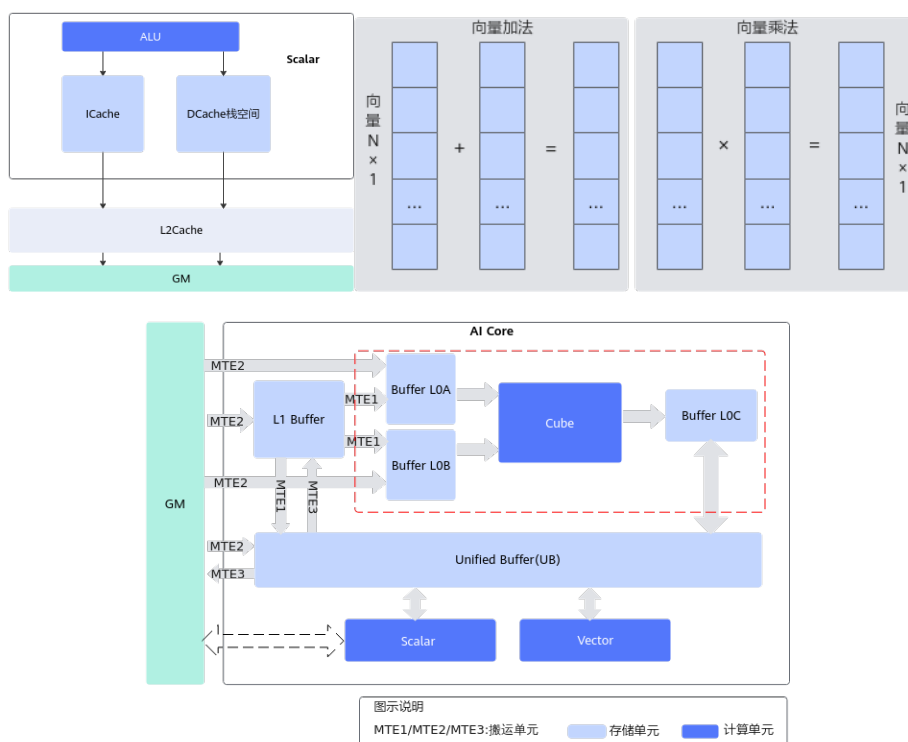 ALU
Scalar
ICache
DCache栈空间
L2Cache
GM
向量加法
向量N×1
+
=
...
...
...
向量乘法
×
=
...
...
...
向量N×1
AI Core
MTE2
Buffer L0A
MTE1
L1 Buffer
MTE2
Cube
Buffer L0C
MTE1
Buffer L0B
MTE2
MTE1
MTE3
GM
MTE2
Unified Buffer(UB)
MTE3
Scalar
Vector
图示说明
MTE1/MTE2/MTE3:搬运单元
存储单元
计算单元